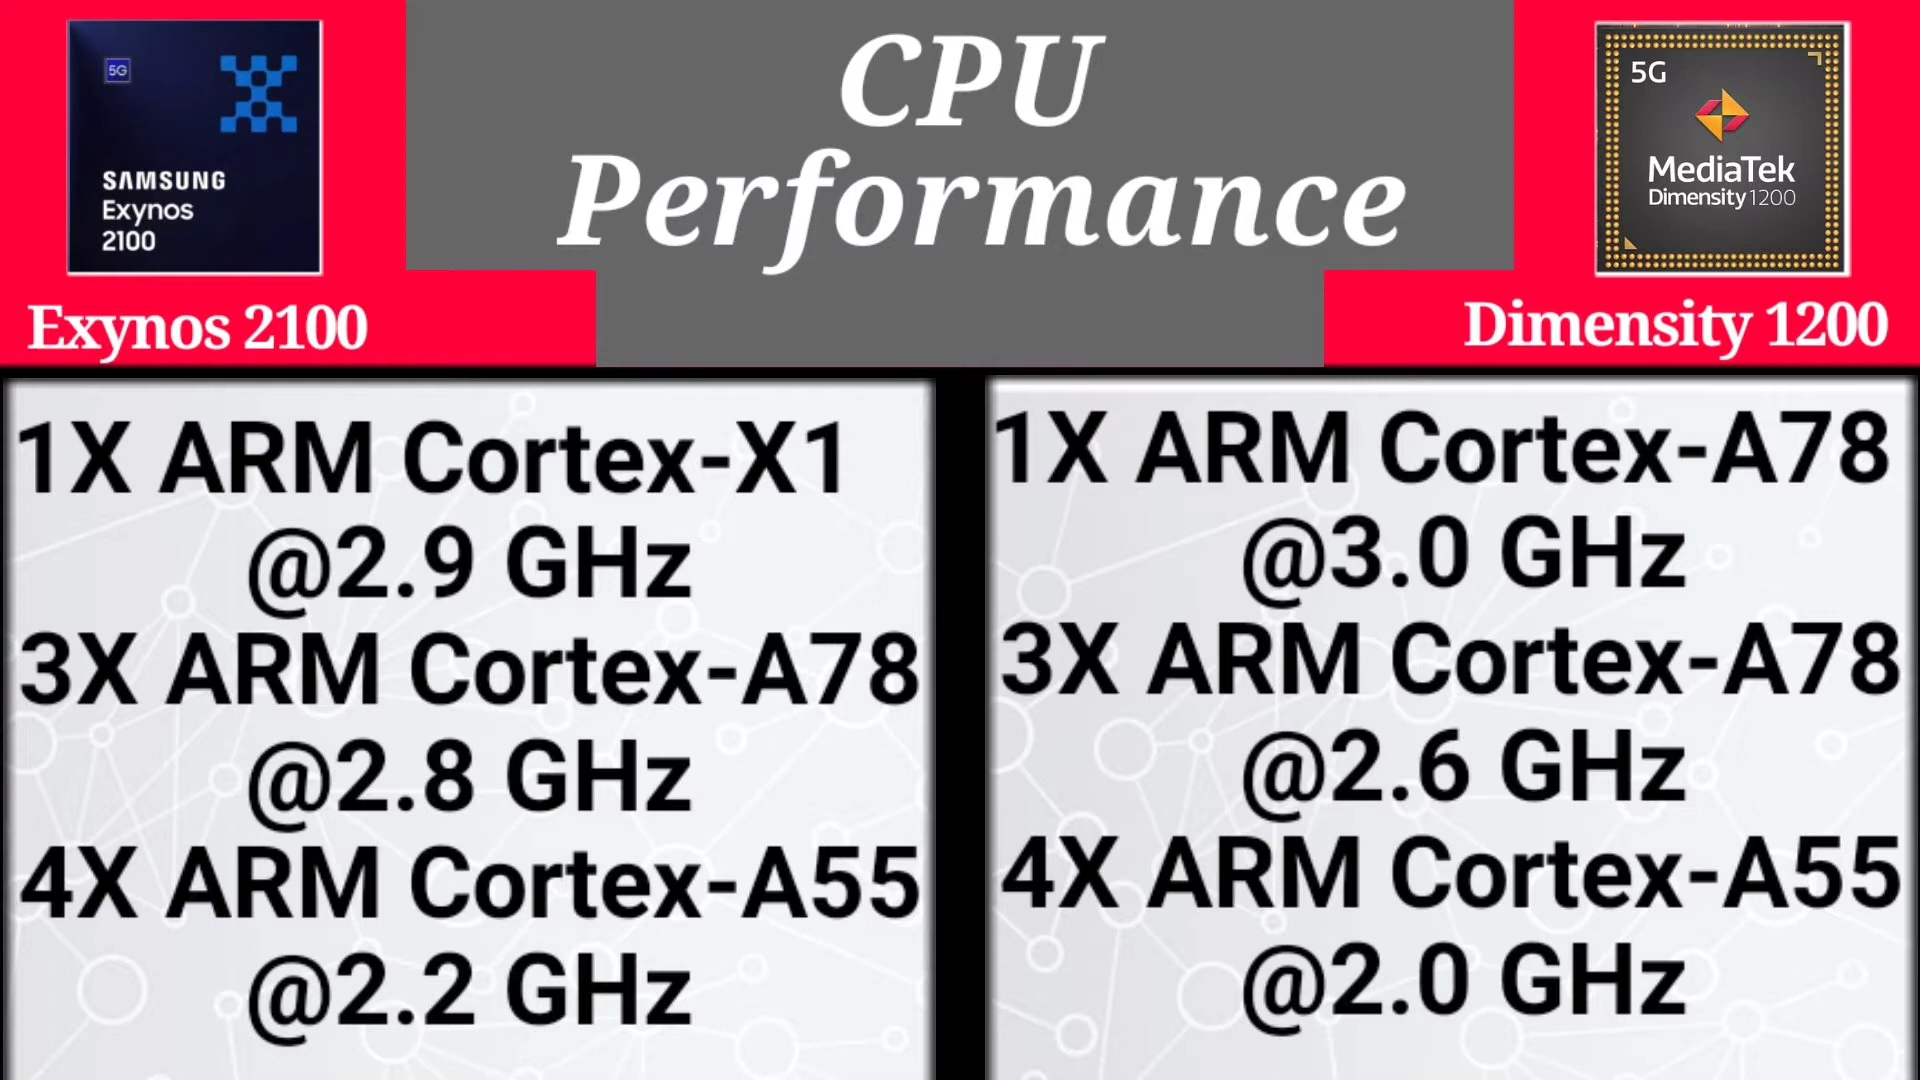 5G
SAMSUNG
Exynos
2100
CPU
Performance
5G
MediaTek
Dimensity 1200
Exynos 2100
Dimensity 1200
1X ARM Cortex-X1
@2.9 GHz
3X ARM Cortex-A78
@2.8 GHz
4X ARM Cortex-A55
@2.2 GHz
1X ARM Cortex-A78
@3.0 GHz
3X ARM Cortex-A78
@2.6 GHz
4X ARM Cortex-A55
@2.0 GHz